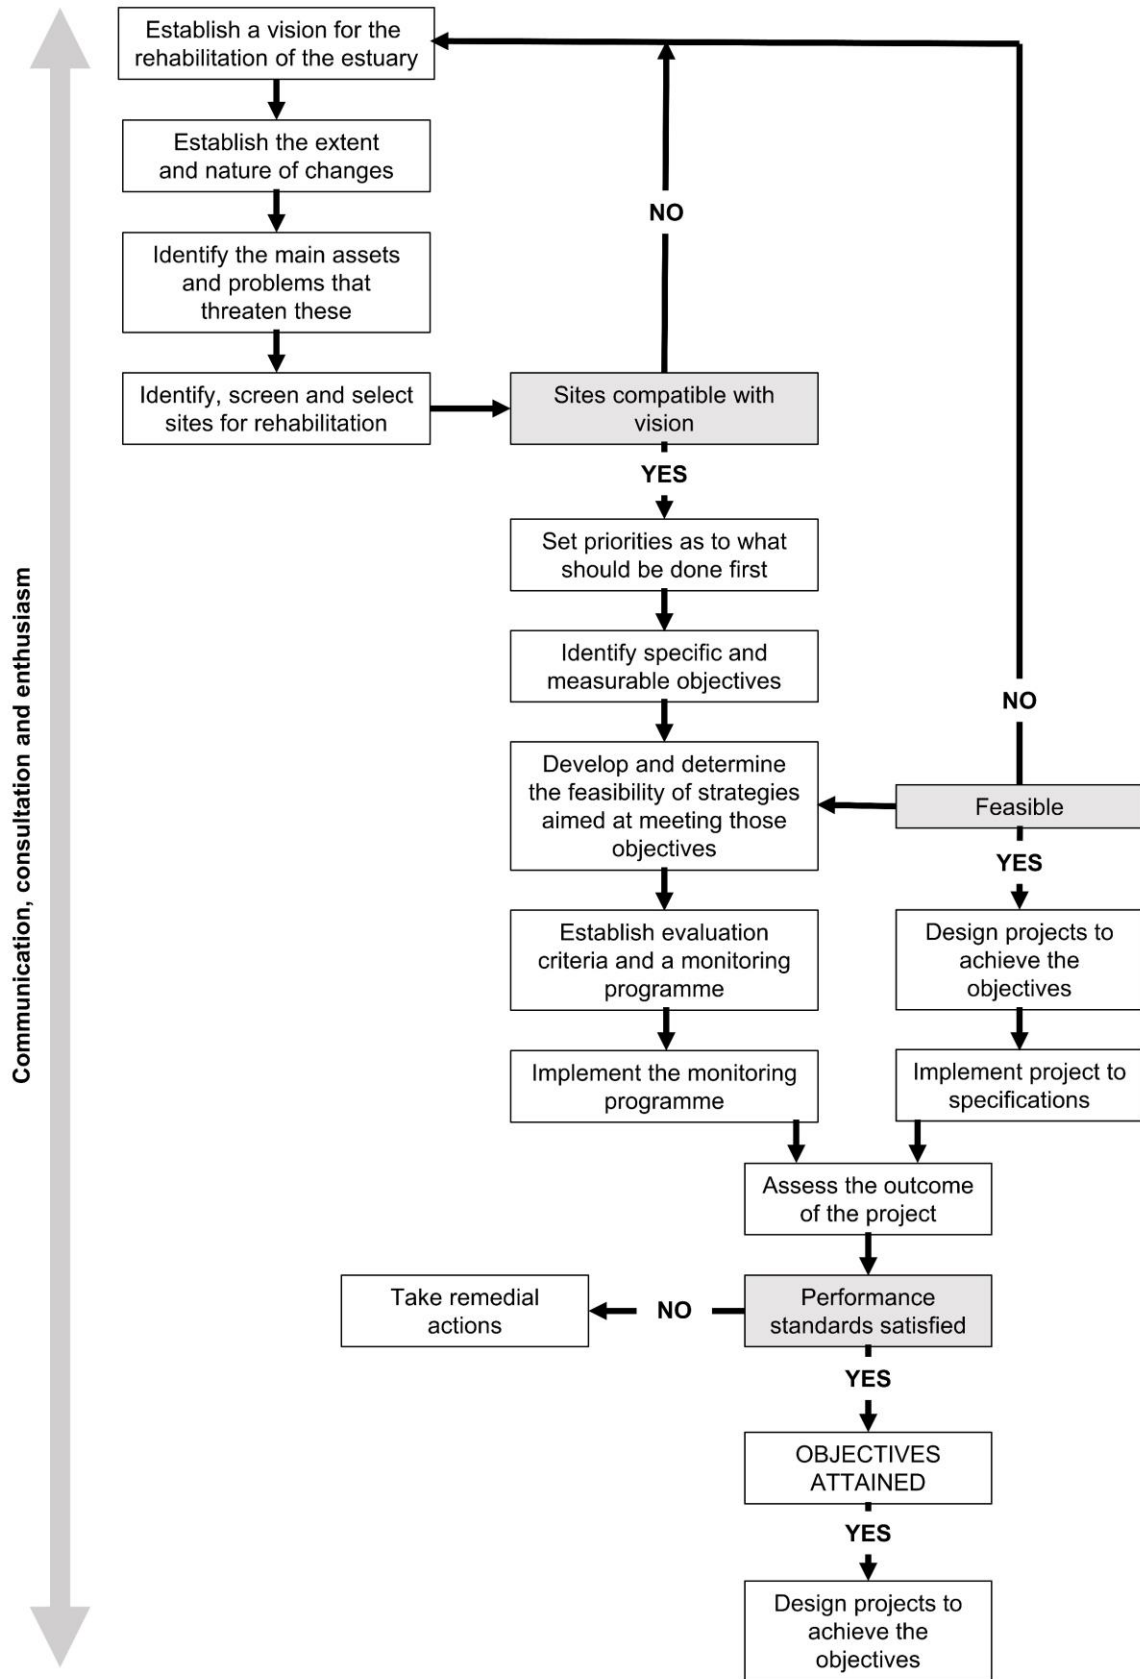 Establish a vision for the
rehabilitation of the estuary
Establish the extent
and nature of changes
Identify the main assets
and problems that
threaten these
Identify, screen and select
sites for rehabilitation
Sites compatible with
vision
NO
YES
Set priorities as to what
should be done first
Identify specific and
measurable objectives
Develop and determine
the feasibility of strategies
aimed at meeting those
objectives
Feasible
NO
YES
Establish evaluation
criteria and a monitoring
programme
Design projects to
achieve the
objectives
Implement the monitoring
programme
Implement project to
specifications
Assess the outcome
of the project
Performance
standards satisfied
NO
Take remedial
actions
YES
OBJECTIVES
ATTAINED
YES
Design projects to
achieve the
objectives
Communication, consultation and enthusiasm